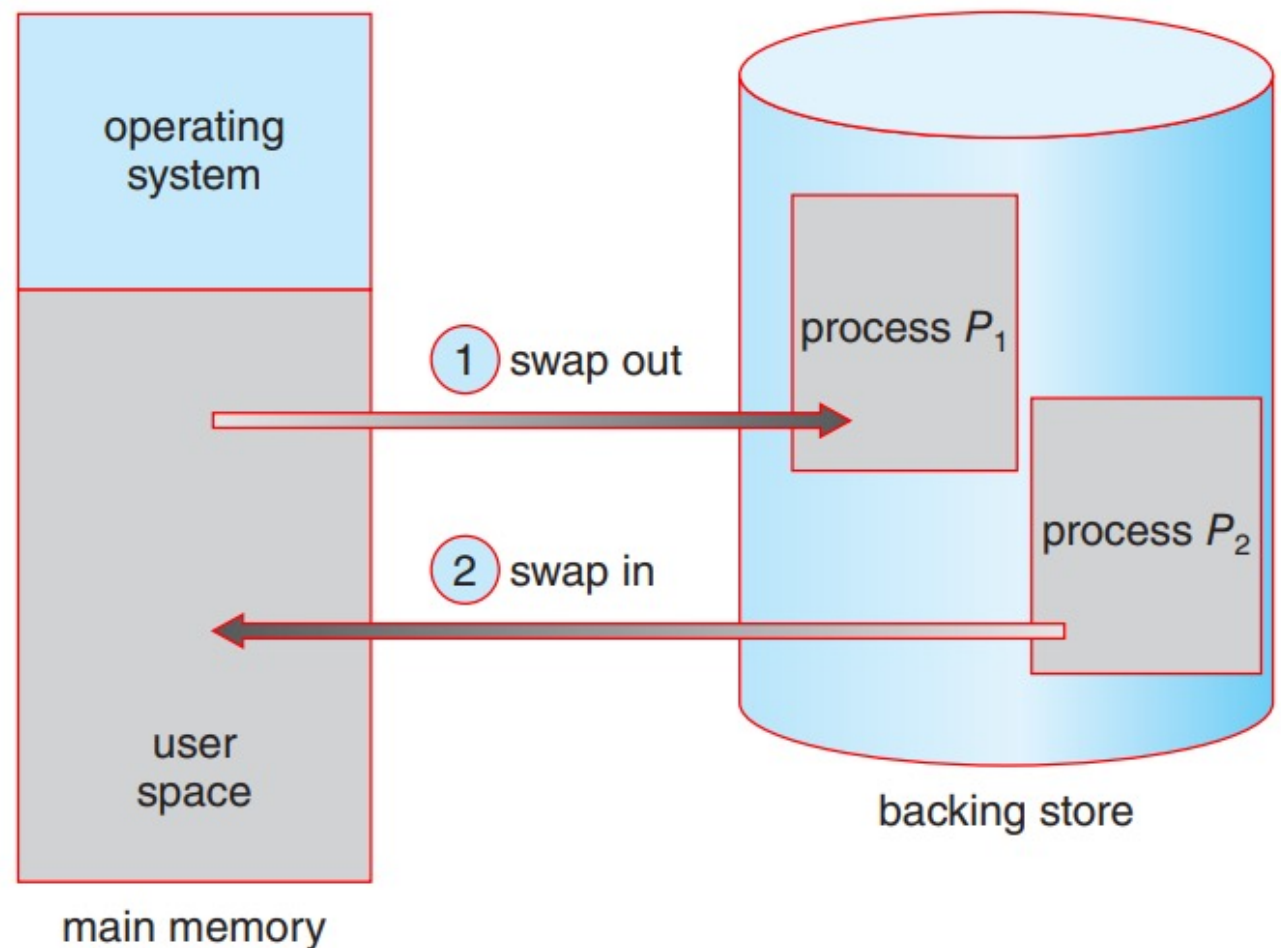 operating
system
process P₁
1 swap out
process P₂
2 swap in
user
space
backing store
main memory